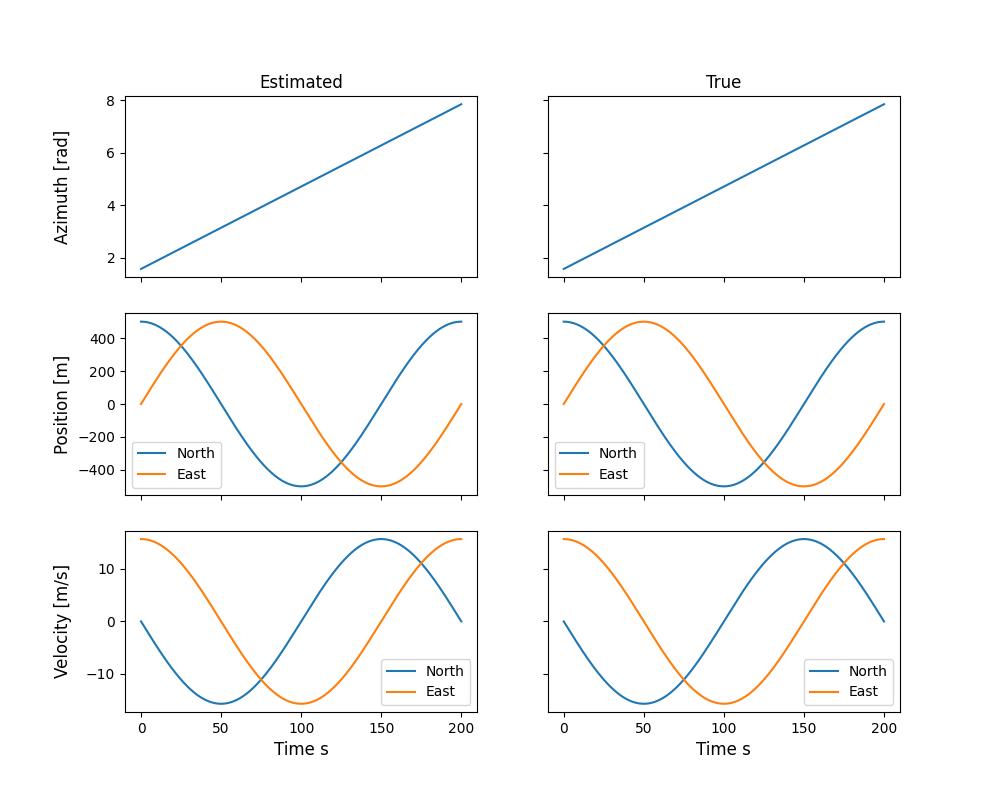 Estimated
True
8
6
4
2
Azimuth [rad]
400
200
0
−200
−400
Position [m]
North
East
North
East
10
0
−10
Velocity [m/s]
North
East
North
East
0 50 100 150 200
0 50 100 150 200
Time s
Time s